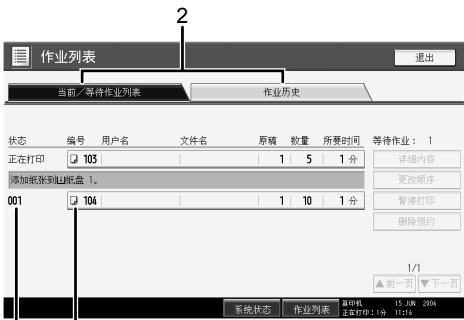 2
作业列表 退出
当前／等待作业列表 作业历史
状态 编号 用户名 文件名 原稿 数量 所要时间 等待作业： 1
正在打印 103 1 5 1 分 详细内容
添加纸张到山纸盘 1。 更改顺序
001 104 1 10 1 分 暂停打印
删除预约
1/1
▲前一页 ▼下一页
系统状态 作业列表 复印机 15 JUN 2006
正在打印:1份 11:16